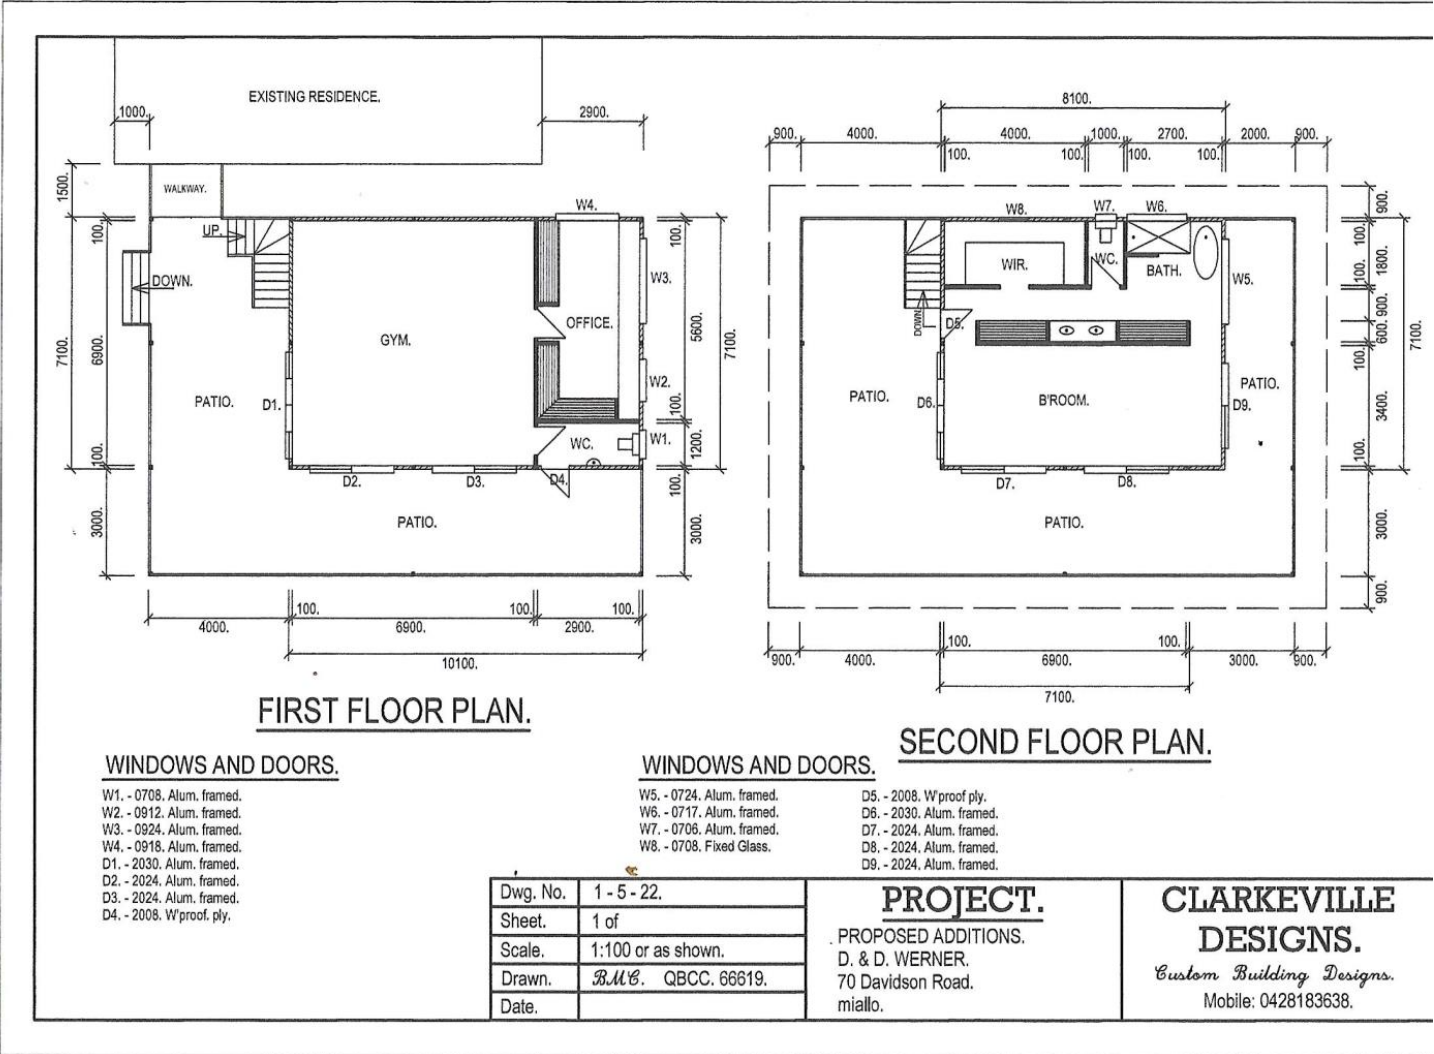 EXISTING RESIDENCE.
1000.
2900.
1500.
WALKWAY.
W4.
100.
UP.
100.
DOWN.
W3.
OFFICE.
GYM.
7100.
6900.
5600.
7100.
PATIO.
D1.
W2.
100.
WC.
W1.
1200.
100.
D2.
D3.
D4.
100.
3000.
PATIO.
3000.
100.
100.
100.
4000.
6900.
2900.
10100.
FIRST FLOOR PLAN.
8100.
900.
4000.
4000.
1000.
2700.
2000.
900.
100.
100.
100.
100.
900.
W8.
W7.
W6.
100.
WIR.
WC.
BATH.
W5.
1800.
100.
DOWN.
D5.
900.
600.
7100.
100.
PATIO.
D6.
B'ROOM.
D9.
PATIO.
3400.
100.
D7.
D8.
PATIO.
3000.
900.
100.
100.
900.
4000.
6900.
3000.
900.
7100.
SECOND FLOOR PLAN.
WINDOWS AND DOORS.
W1. - 0708. Alum. framed.
W2. - 0912. Alum. framed.
W3. - 0924. Alum. framed.
W4. - 0918. Alum. framed.
D1. - 2030. Alum. framed.
D2. - 2024. Alum. framed.
D3. - 2024. Alum. framed.
D4. - 2008. W'proof. ply.
WINDOWS AND DOORS.
W5. - 0724. Alum. framed.
W6. - 0717. Alum. framed.
W7. - 0706. Alum. framed.
W8. - 0708. Fixed Glass.
D5. - 2008. W'proof ply.
D6. - 2030. Alum. framed.
D7. - 2024. Alum. framed.
D8. - 2024. Alum. framed.
D9. - 2024. Alum. framed.
Dwg. No. 1 - 5 - 22.
Sheet. 1 of
Scale. 1:100 or as shown.
Drawn. BMC. QBCC. 66619.
Date.
PROJECT.
PROPOSED ADDITIONS.
D. & D. WERNER.
70 Davidson Road.
miallo.
CLARKEVILLE
DESIGNS.
Custom Building Designs.
Mobile: 0428183638.